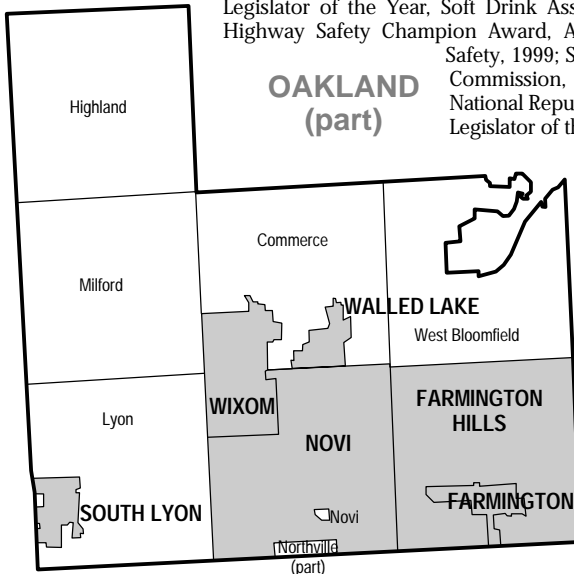 Legislator of the Year, Soft Drink Ass
Highway Safety Champion Award, A
Safety, 1999; S
Commission,
National Repu
Legislator of th
OAKLAND
(part)
Highland
Commerce
Milford
WALLED LAKE
West Bloomfield
Lyon
WIXOM
FARMINGTON
HILLS
NOVI
SOUTH LYON
Novi
FARMINGTON
Northville
(part)